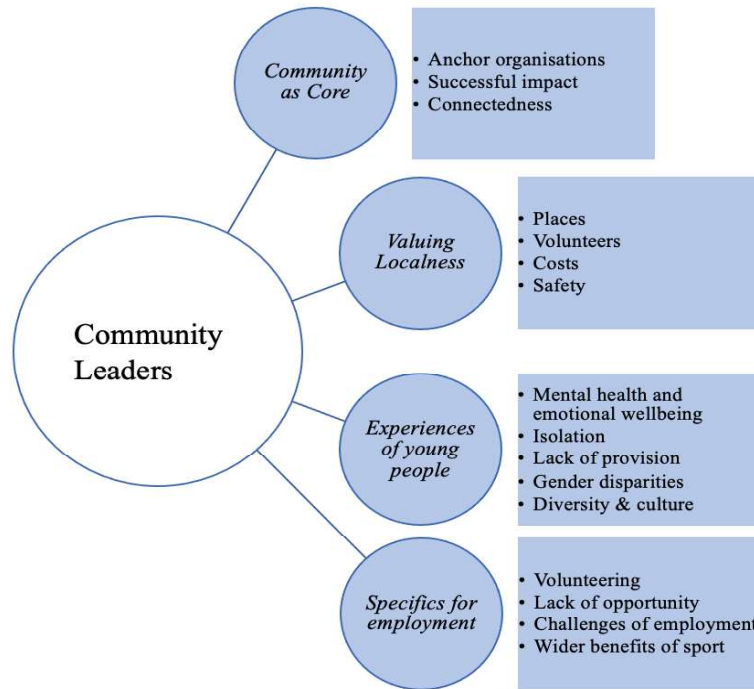 Community
as Core
• Anchor organisations
• Successful impact
• Connectedness
Valuing
Localness
• Places
• Volunteers
• Costs
• Safety
Community
Leaders
Experiences
of young
people
• Mental health and
emotional wellbeing
• Isolation
• Lack of provision
• Gender disparities
• Diversity & culture
Specifics for
employment
• Volunteering
• Lack of opportunity
• Challenges of employment
• Wider benefits of sport